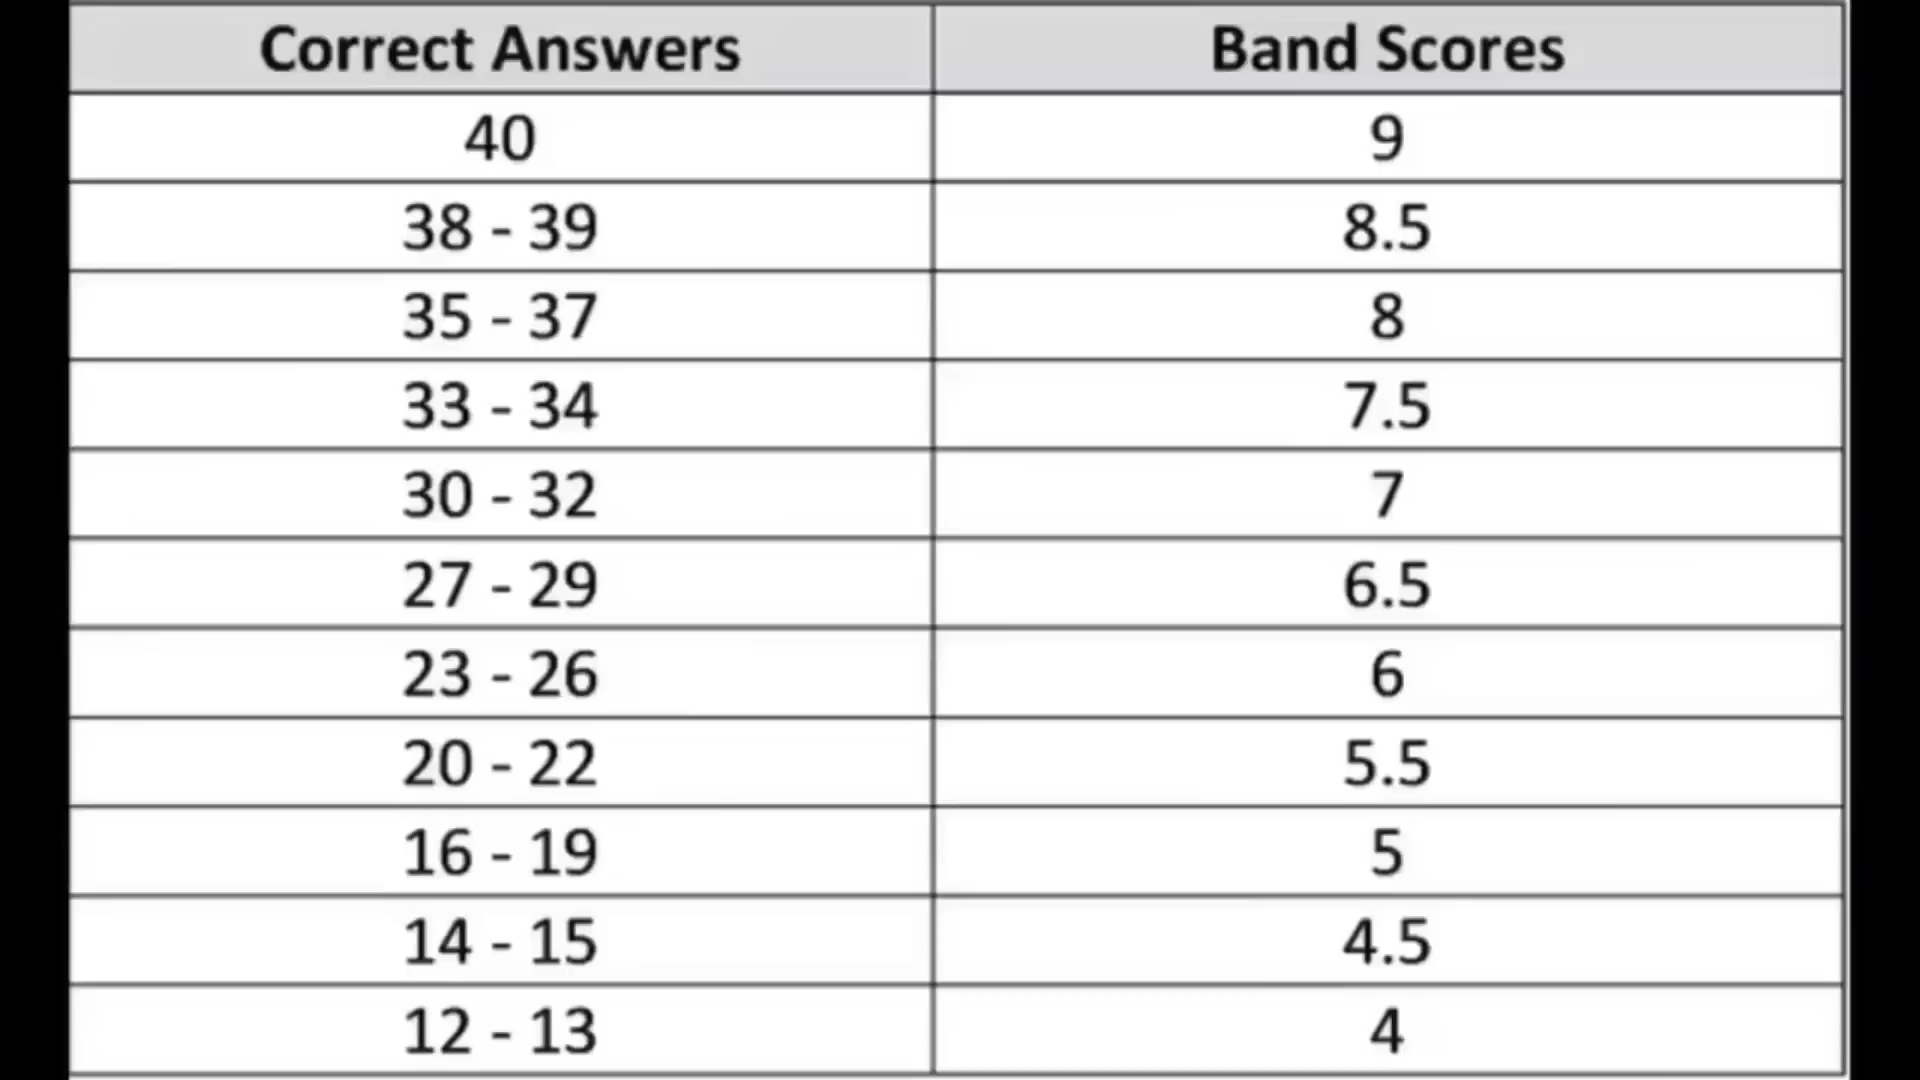 Correct Answers Band Scores
40 9
38 - 39 8.5
35 - 37 8
33 - 34 7.5
30 - 32 7
27 - 29 6.5
23 - 26 6
20 - 22 5.5
16 - 19 5
14 - 15 4.5
12 - 13 4